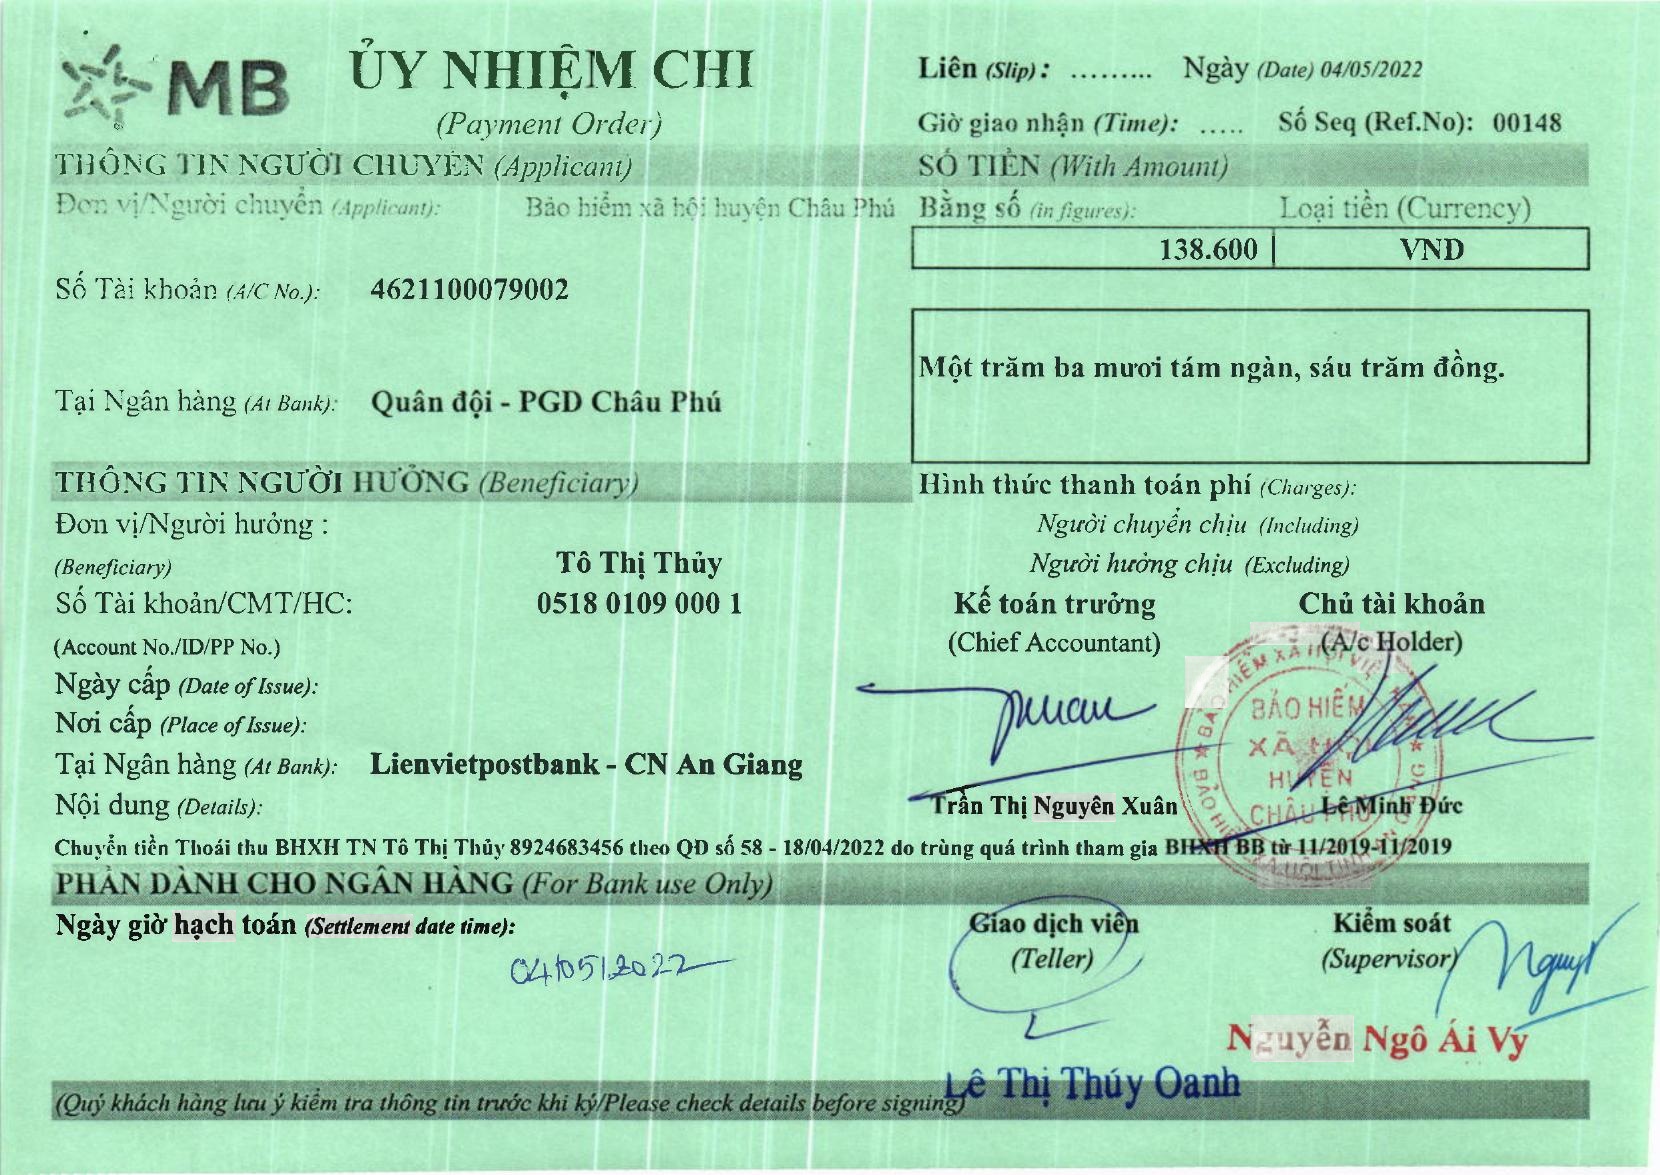 MB
ỦY NHIỆM CHI
(Payment Order)
Liên (Slip) : ......... Ngày (Date) 04/05/2022
Giờ giao nhận (Time): ..... Số Seq (Ref.No): 00148
THÔNG TIN NGƯỜI CHUYỂN (Applicant)
SỐ TIỀN (With Amount)
Đơn vị/Người chuyển (Applicant): Bảo hiểm xã hội huyện Châu Phú
Bằng số (in figures): Loại tiền (Currency)
138.600 VND
Số Tài khoản (A/C No.): 4621100079002
Một trăm ba mươi tám ngàn, sáu trăm đồng.
Tại Ngân hàng (At Bank): Quân đội - PGD Châu Phú
THÔNG TIN NGƯỜI HƯỞNG (Beneficiary)
Hình thức thanh toán phí (Charges):
Đơn vị/Người hưởng :
Người chuyển chịu (Including)
(Beneficiary) Tô Thị Thủy
Người hưởng chịu (Excluding)
Số Tài khoản/CMT/HC: 0518 0109 000 1
Kế toán trưởng Chủ tài khoản
(Account No./ID/PP No.)
(Chief Accountant) (A/c Holder)
Ngày cấp (Date of Issue):
Nơi cấp (Place of Issue):
BẢO HIỂM
XÃ HỘI
HUYỆN
CHÂU PHÚ
Tại Ngân hàng (At Bank): Lienvietpostbank - CN An Giang
Nội dung (Details):
Trần Thị Nguyên Xuân Lê Minh Đức
Chuyển tiền Thoái thu BHXH TN Tô Thị Thủy 8924683456 theo QĐ số 58 - 18/04/2022 do trùng quá trình tham gia BHXH BB từ 11/2019-11/2019
PHẦN DÀNH CHO NGÂN HÀNG (For Bank use Only)
Ngày giờ hạch toán (Settlement date time):
04/05/2022
Giao dịch viên Kiểm soát
(Teller) (Supervisor)
Nguyễn Ngô Ái Vy
Lê Thị Thúy Oanh
(Quý khách hàng lưu ý kiểm tra thông tin trước khi ký/Please check details before signing)